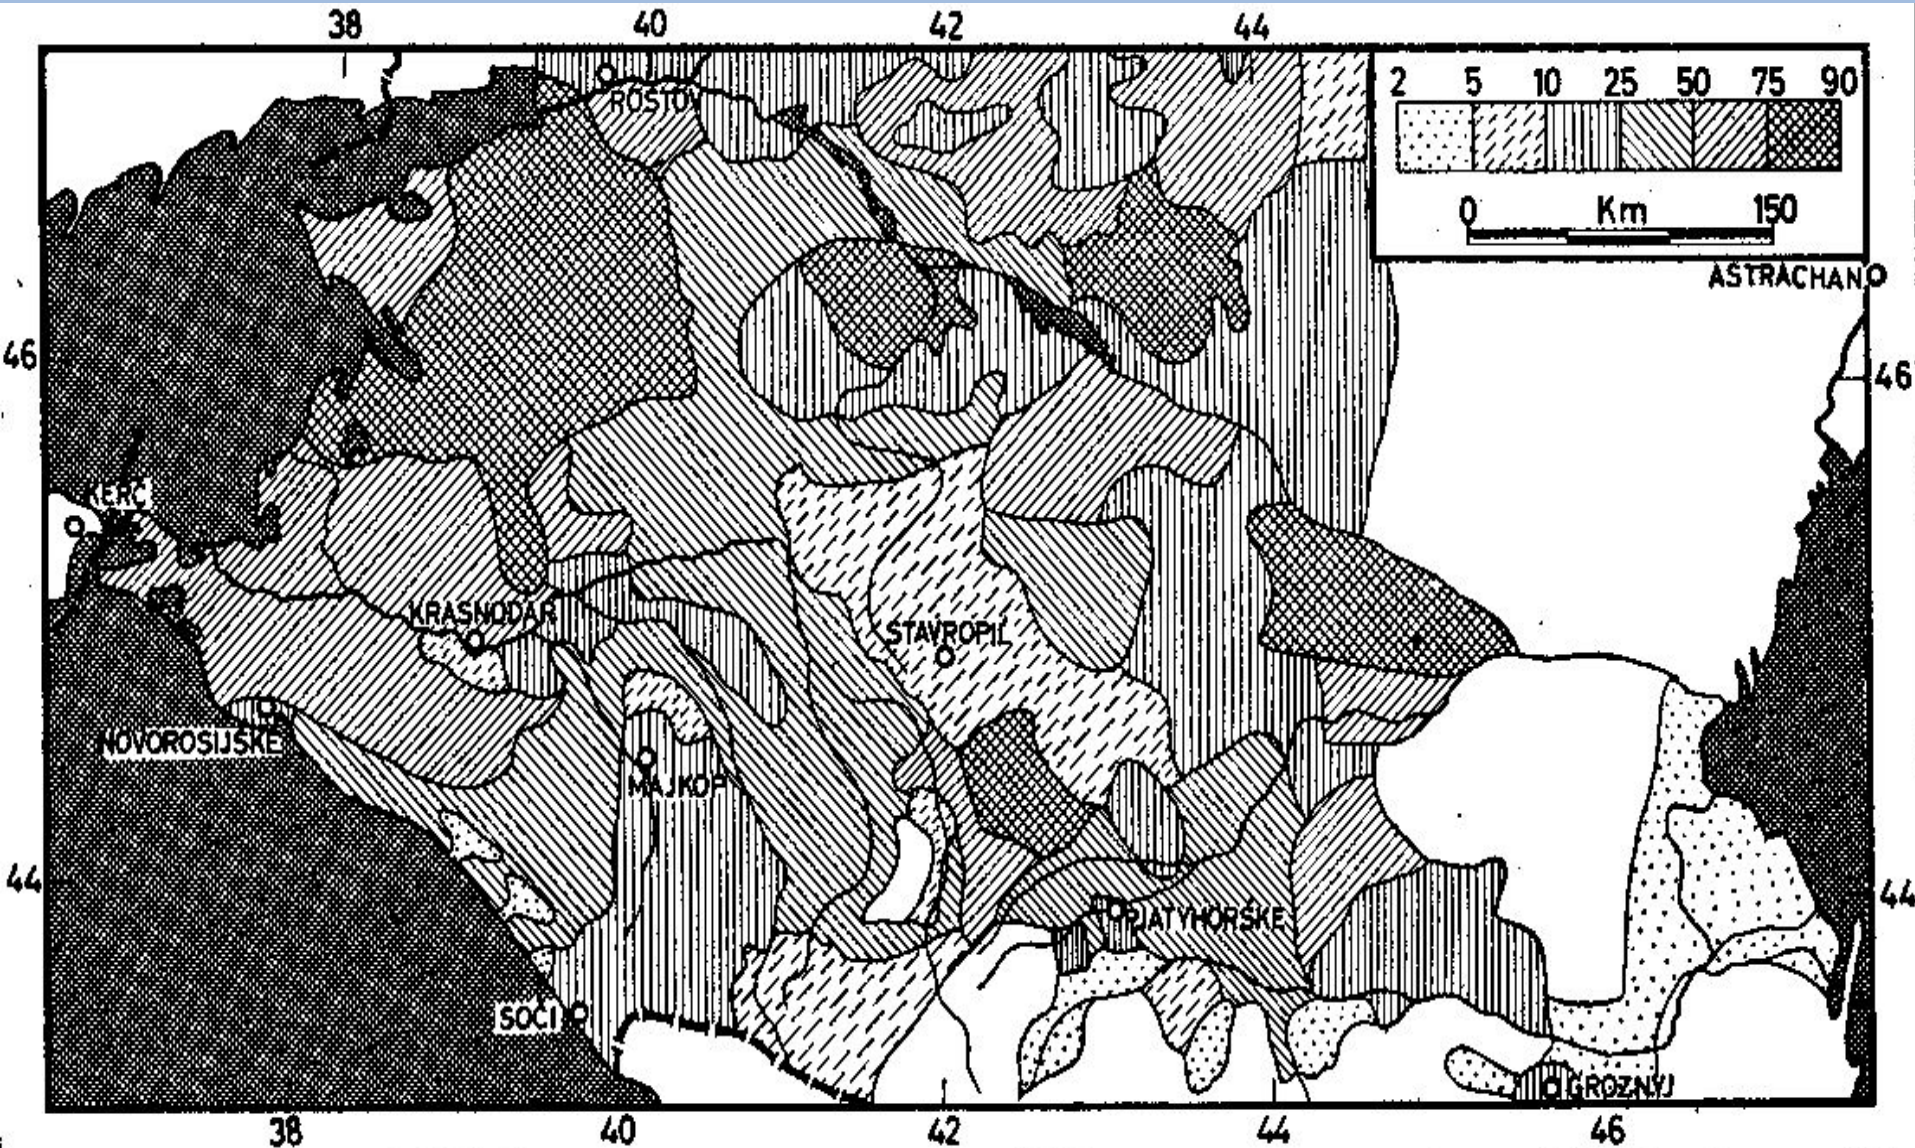 38 40 42 44
2 5 10 25 50 75 90
0 Km 150
ROSTOV
ASTRACHAN
46 46
KERČ
KRASNODAR
STAVROPIL
NOVOROSIJSKE
MAJKOP
44 44
PJATYHORSKE
SOČI
GROZNYJ
38 40 42 44 46